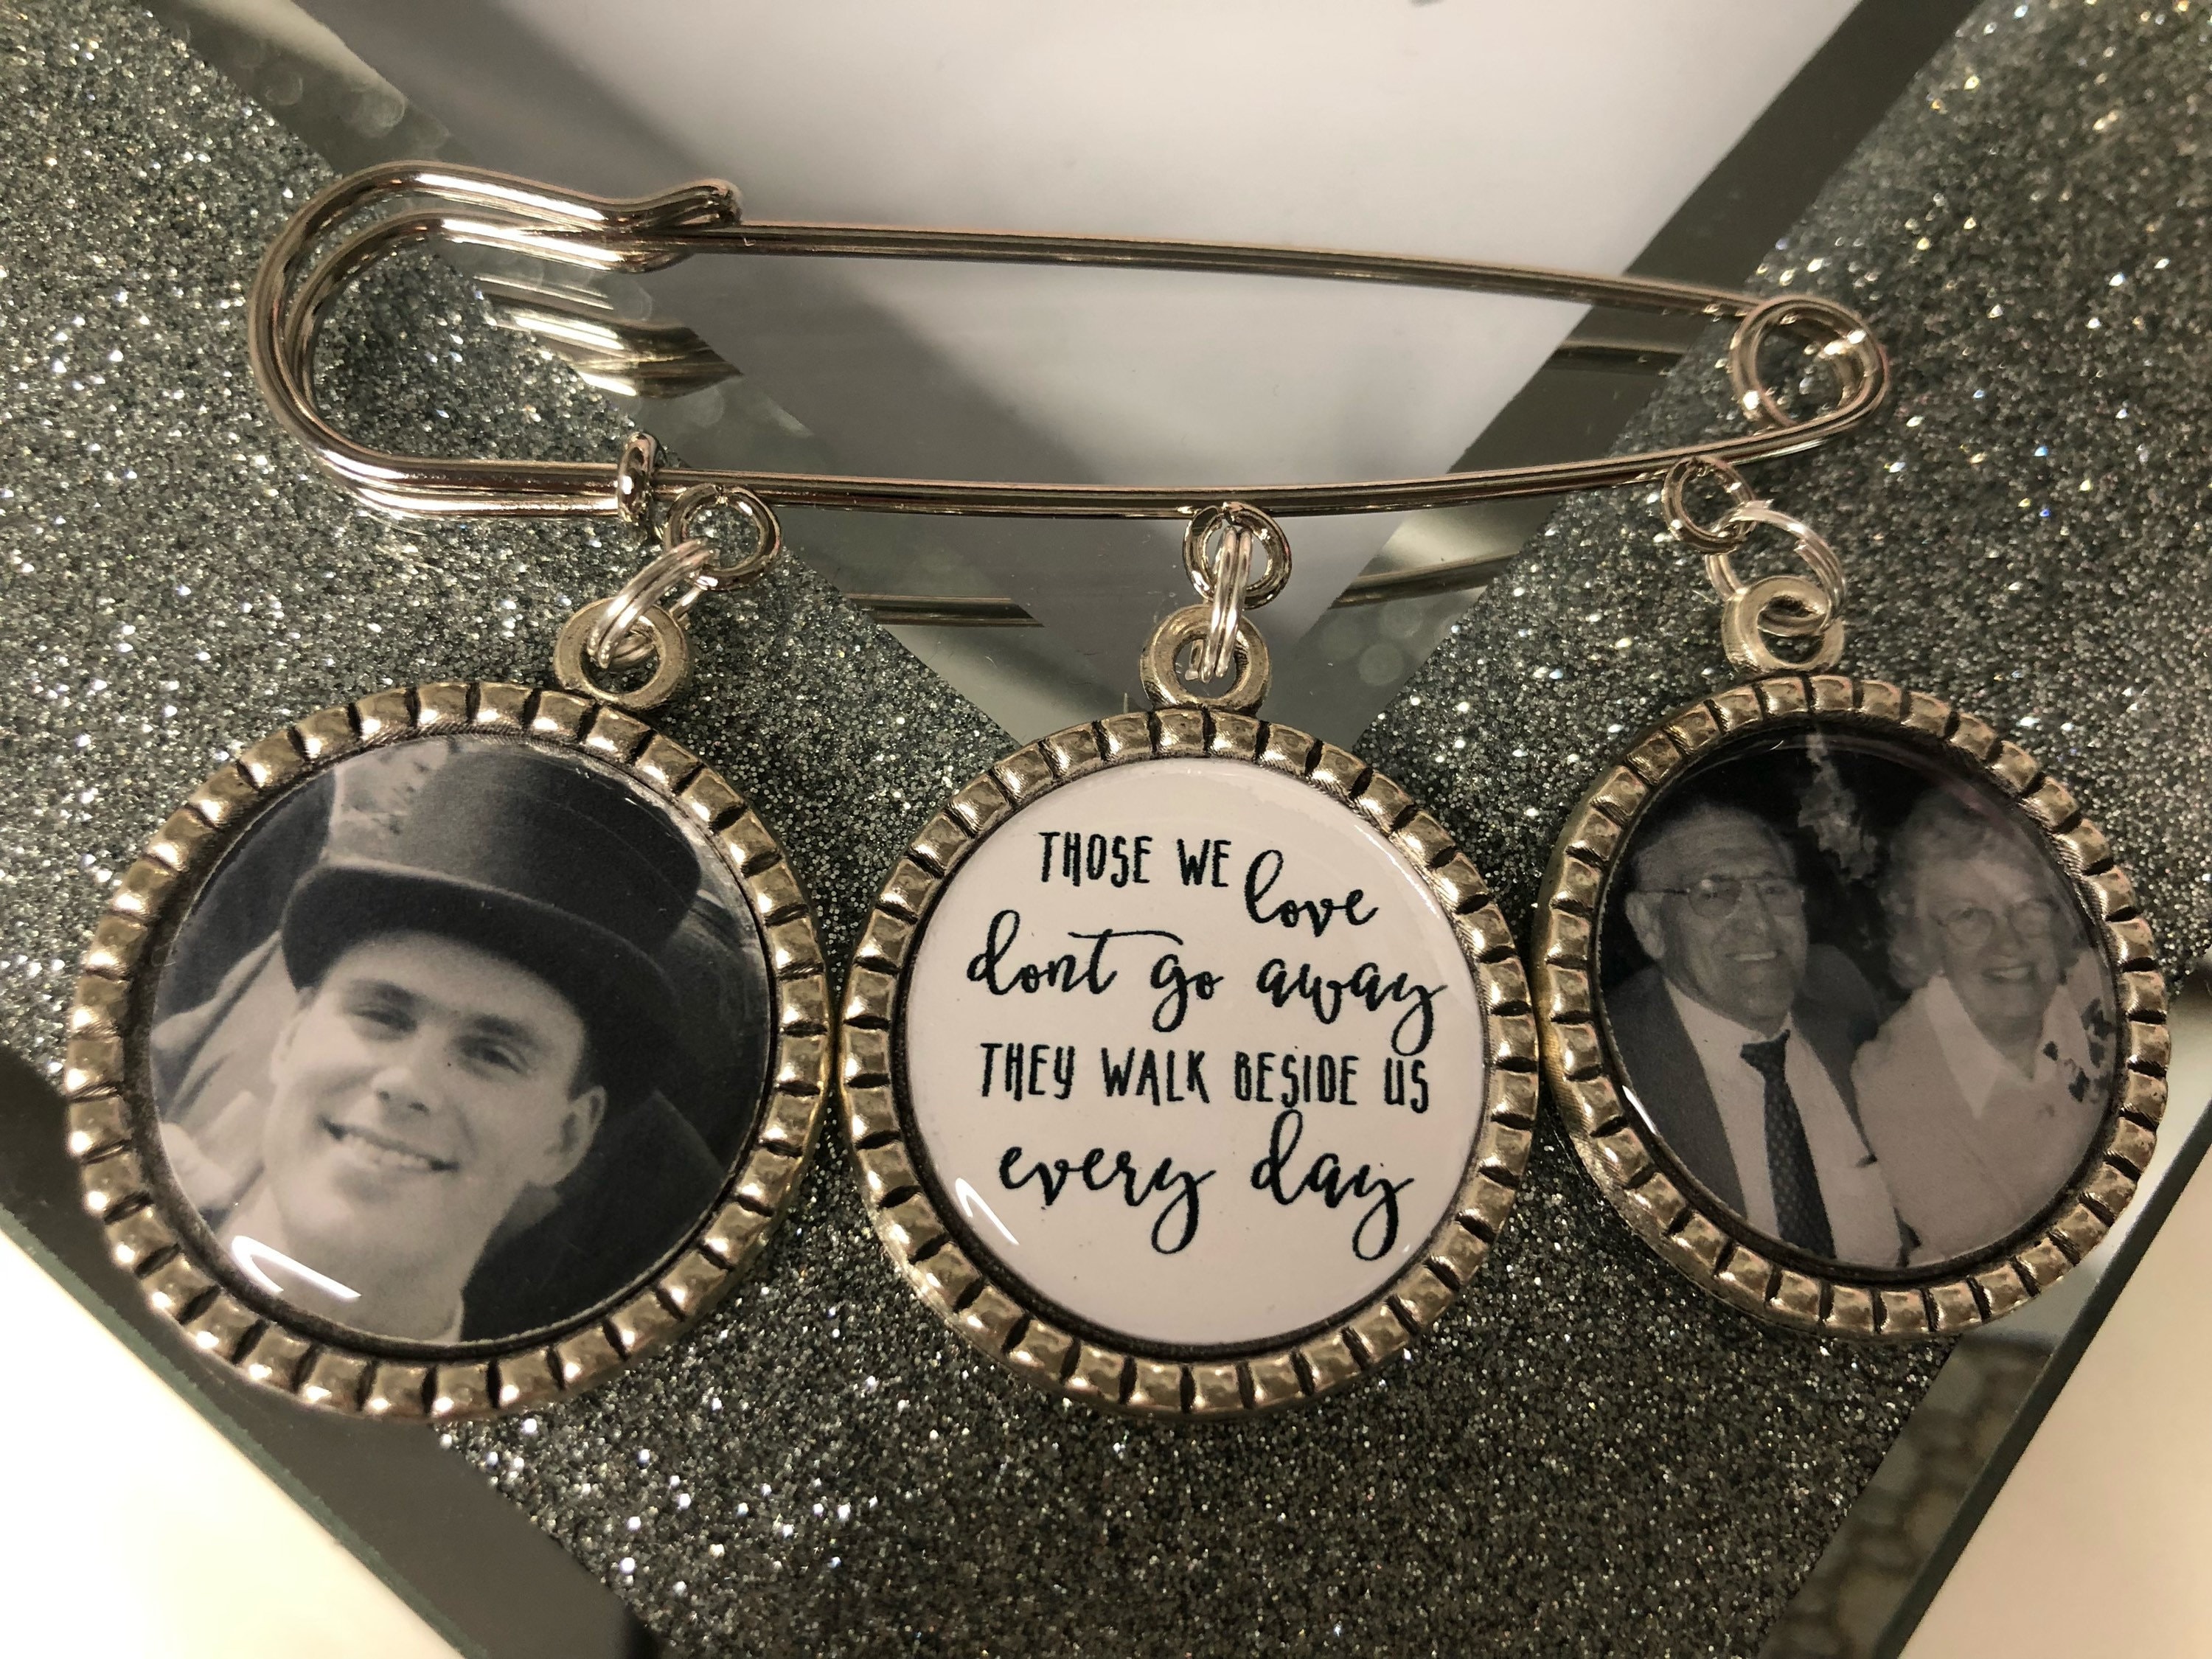 THOSE WE love
dont go away
THEY WALK BESIDE US
every day